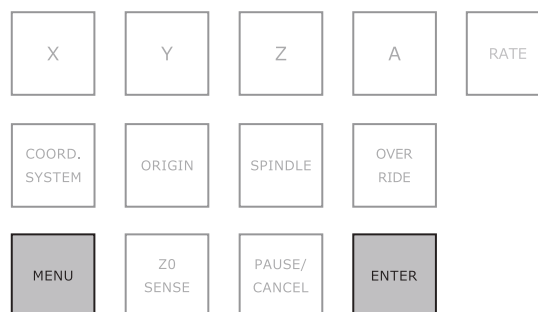 X Y Z A RATE
COORD. OVER
SYSTEM ORIGIN SPINDLE RIDE
MENU Z0 PAUSE/ ENTER
SENSE CANCEL